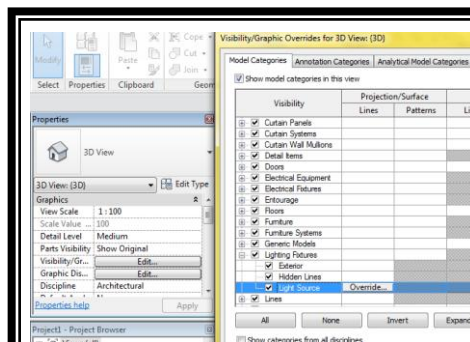 Modify
Paste
Cope
Cut
Join
Select Properties Clipboard Geom
Properties
3D View
3D View: {3D} Edit Type
Graphics
View Scale 1 : 100
Scale Value ... 100
Detail Level Medium
Parts Visibility Show Original
Visibility/Gr... Edit...
Graphic Dis... Edit...
Discipline Architectural
Properties help Apply
Project1 - Project Browser
Visibility/Graphic Overrides for 3D View: {3D}
Model Categories Annotation Categories Analytical Model Categories
Show model categories in this view
Visibility Projection/Surface
Lines Patterns Li
Curtain Panels
Curtain Systems
Curtain Wall Mullions
Detail Items
Doors
Electrical Equipment
Electrical Fixtures
Entourage
Floors
Furniture
Furniture Systems
Generic Models
Lighting Fixtures
Exterior
Hidden Lines
Light Source Override...
Lines
All None Invert Expand
Show categories from all disciplines